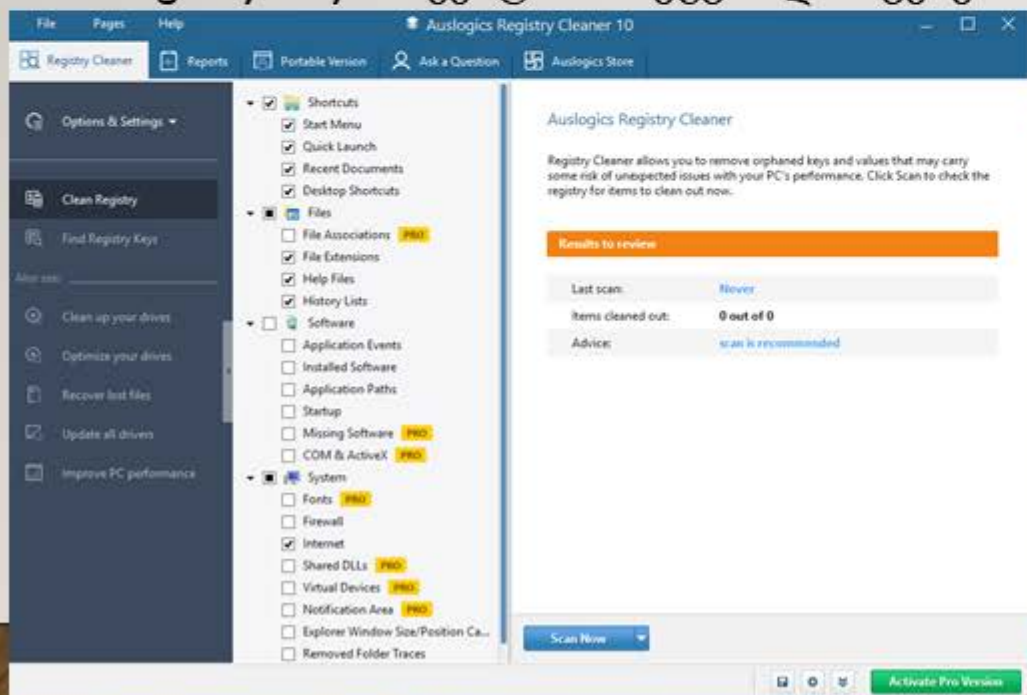 File Pages Help Auslogics Registry Cleaner 10
Registry Cleaner Reports Portable Version Ask a Question Auslogics Store
Options & Settings
Clean Registry
Find Registry Keys
Clean up your drives
Optimize your drives
Recover lost files
Update all drivers
Improve PC performance
Shortcuts
Start Menu
Quick Launch
Recent Documents
Desktop Shortcuts
Files
File Associations PRO
File Extensions
Help Files
History Lists
Software
Application Events
Installed Software
Application Paths
Startup
Missing Software PRO
COM & ActiveX PRO
System
Fonts PRO
Firewall
Internet
Shared DLLs PRO
Virtual Devices PRO
Notification Area PRO
Explorer Window Size/Position Ca...
Removed Folder Traces
Auslogics Registry Cleaner
Registry Cleaner allows you to remove orphaned keys and values that may carry
some risk of unexpected issues with your PC's performance. Click Scan to check the
registry for items to clean out now.
Results to review
Last scan: Never
Items cleaned out: 0 out of 0
Advice: scan is recommended
Scan Now
Activate Pro Version